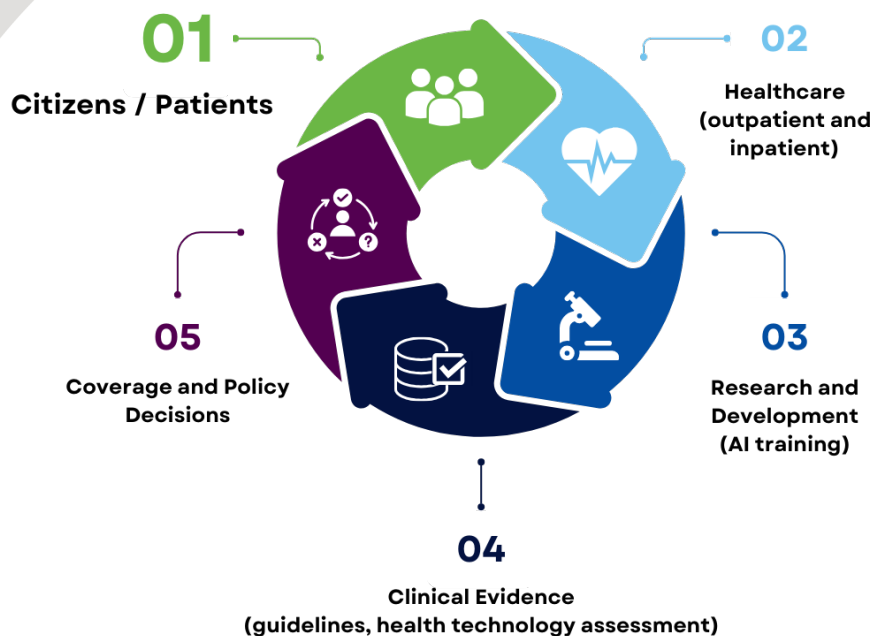 01
Citizens / Patients
02
Healthcare
(outpatient and
inpatient)
03
Research and
Development
(AI training)
04
Clinical Evidence
(guidelines, health technology assessment)
05
Coverage and Policy
Decisions
?